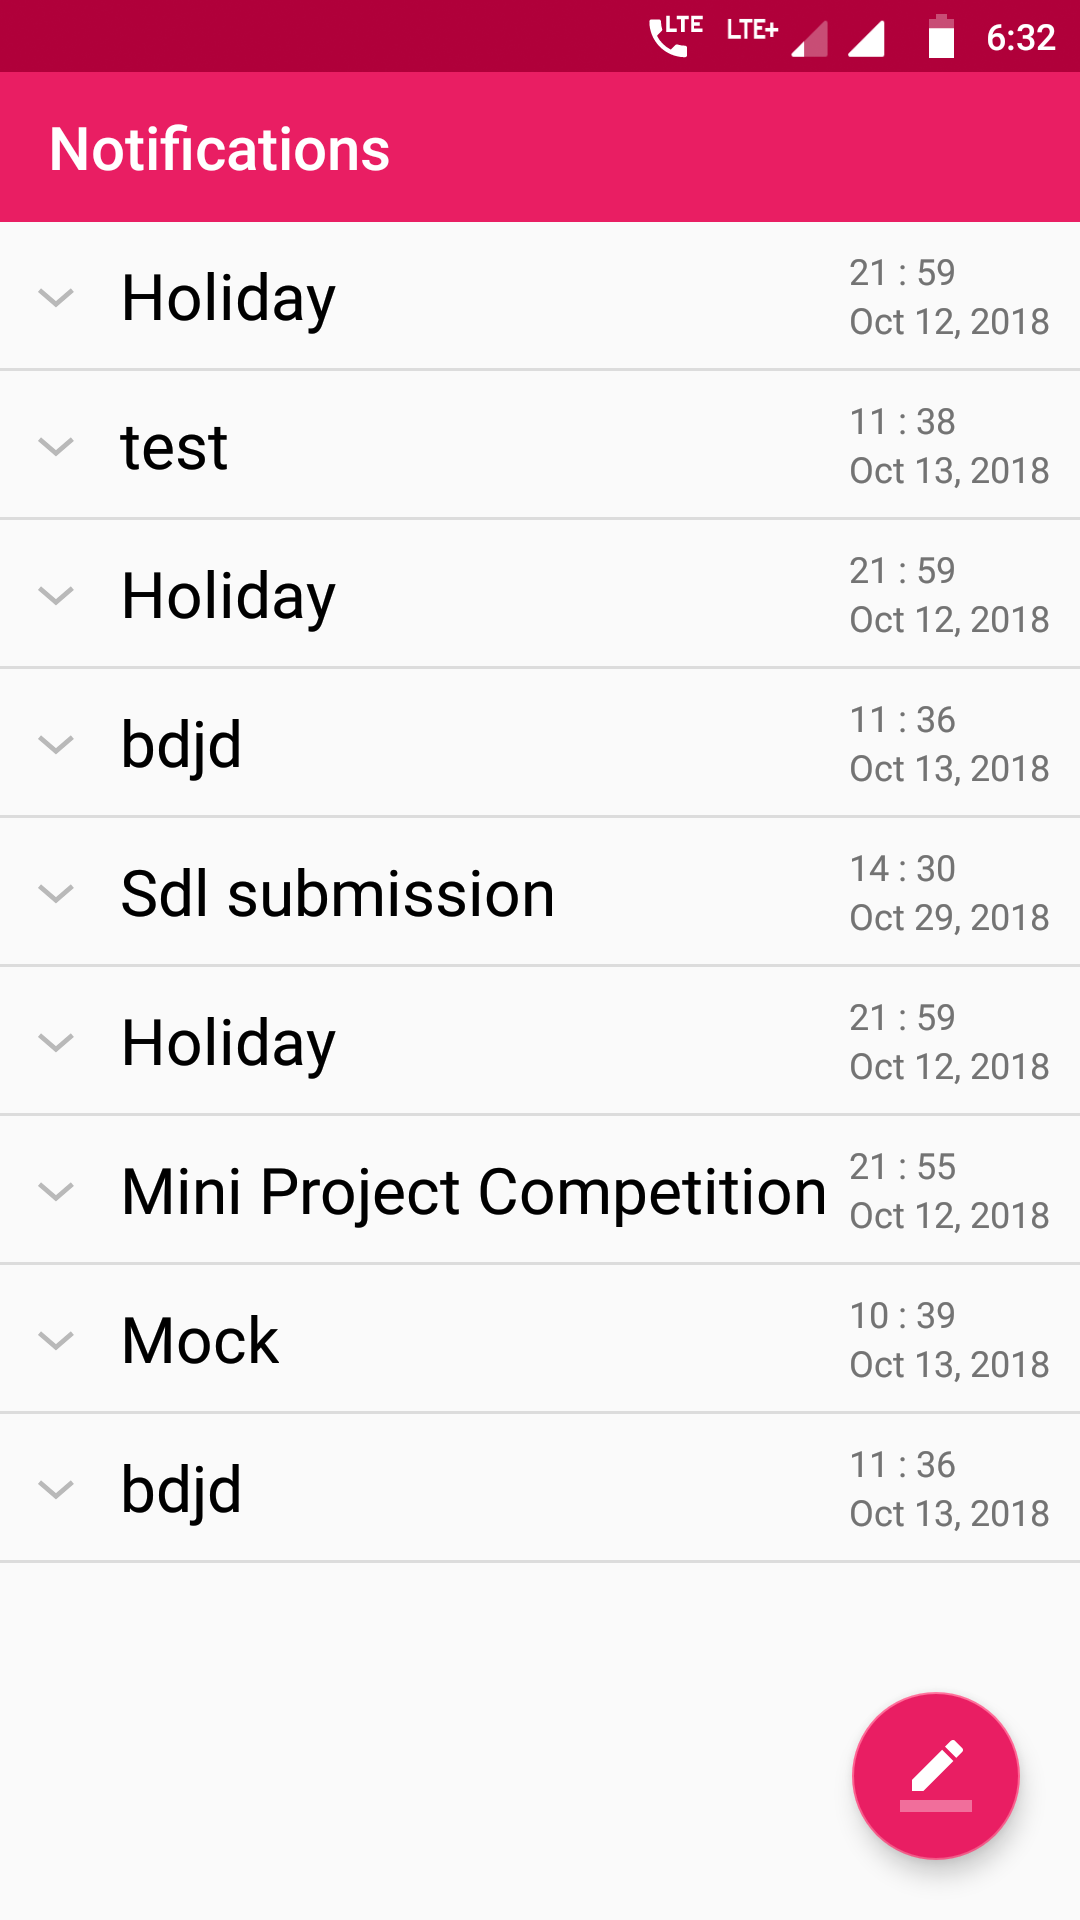 LTE LTE+ 6:32
Notifications
Holiday
21 : 59
Oct 12, 2018
test
11 : 38
Oct 13, 2018
Holiday
21 : 59
Oct 12, 2018
bdjd
11 : 36
Oct 13, 2018
Sdl submission
14 : 30
Oct 29, 2018
Holiday
21 : 59
Oct 12, 2018
Mini Project Competition
21 : 55
Oct 12, 2018
Mock
10 : 39
Oct 13, 2018
bdjd
11 : 36
Oct 13, 2018